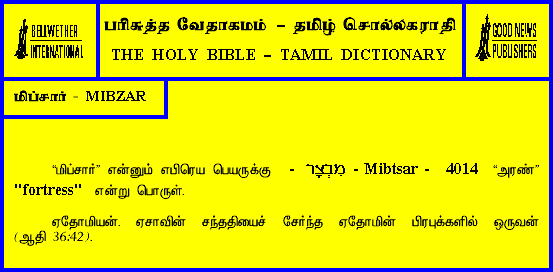 BELLWETHER
INTERNATIONAL
பரிசுத்த வேதாகமம் – தமிழ் சொல்லகராதி
THE HOLY BIBLE – TAMIL DICTIONARY
GOOD NEWS
PUBLISHERS
மிப்சார் - MIBZAR
“மிப்சார்” என்னும் எபிரெய பெயருக்கு - מִבְצָר - Mibtsar - 4014 “அரண்”
"fortress" என்று பொருள்.
ஏதோமியன். ஏசாவின் சந்ததியைச் சேர்ந்த ஏதோமின் பிரபுக்களில் ஒருவன்
(ஆதி 36:42).